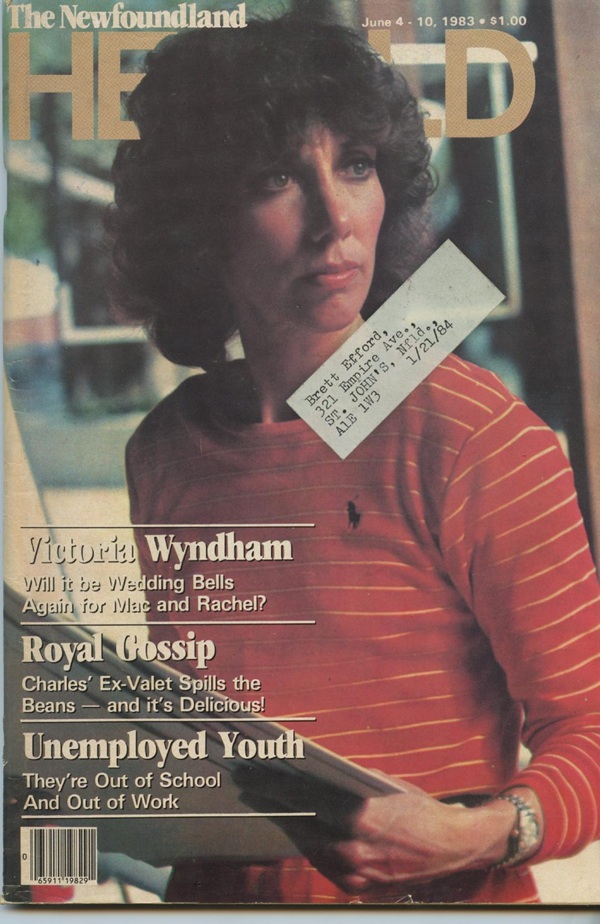 The Newfoundland
June 4 - 10, 1983 • $1.00
HE LD
Brett Efford,
321 Empire Ave.,
ST. JOHN'S, Nfld.,
A1E 1W3 1/21/84
Victoria Wyndham
Will it be Wedding Bells
Again for Mac and Rachel?
Royal Gossip
Charles' Ex-Valet Spills the
Beans — and it's Delicious!
Unemployed Youth
They're Out of School
And Out of Work
0
65911 19829